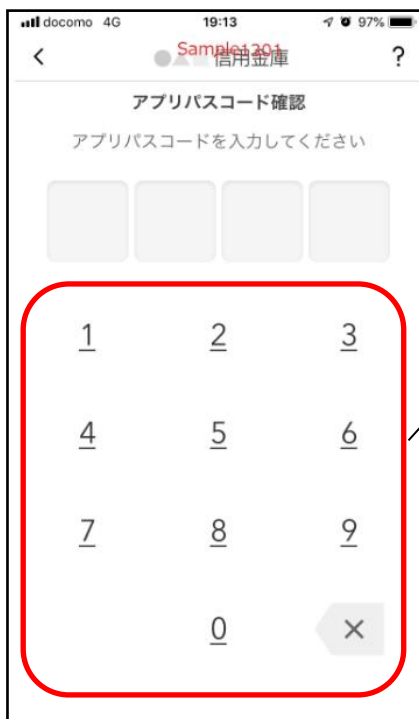 docomo 4G 19:13 97%
●▲■信用金庫
Sample1201
?
アプリパスコード確認
アプリパスコードを入力してください
1 2 3
4 5 6
7 8 9
0 ×